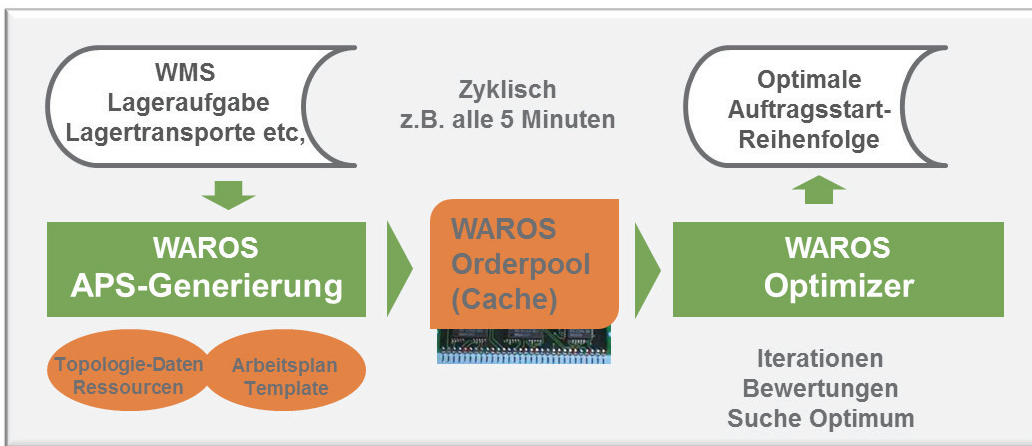 WMS
Lageraufgabe
Lagertransporte etc,
Zyklisch
z.B. alle 5 Minuten
Optimale
Auftragsstart-
Reihenfolge
WAROS
APS-Generierung
WAROS
Orderpool
(Cache)
WAROS
Optimizer
Topologie-Daten
Ressourcen
Arbeitsplan
Template
Iterationen
Bewertungen
Suche Optimum